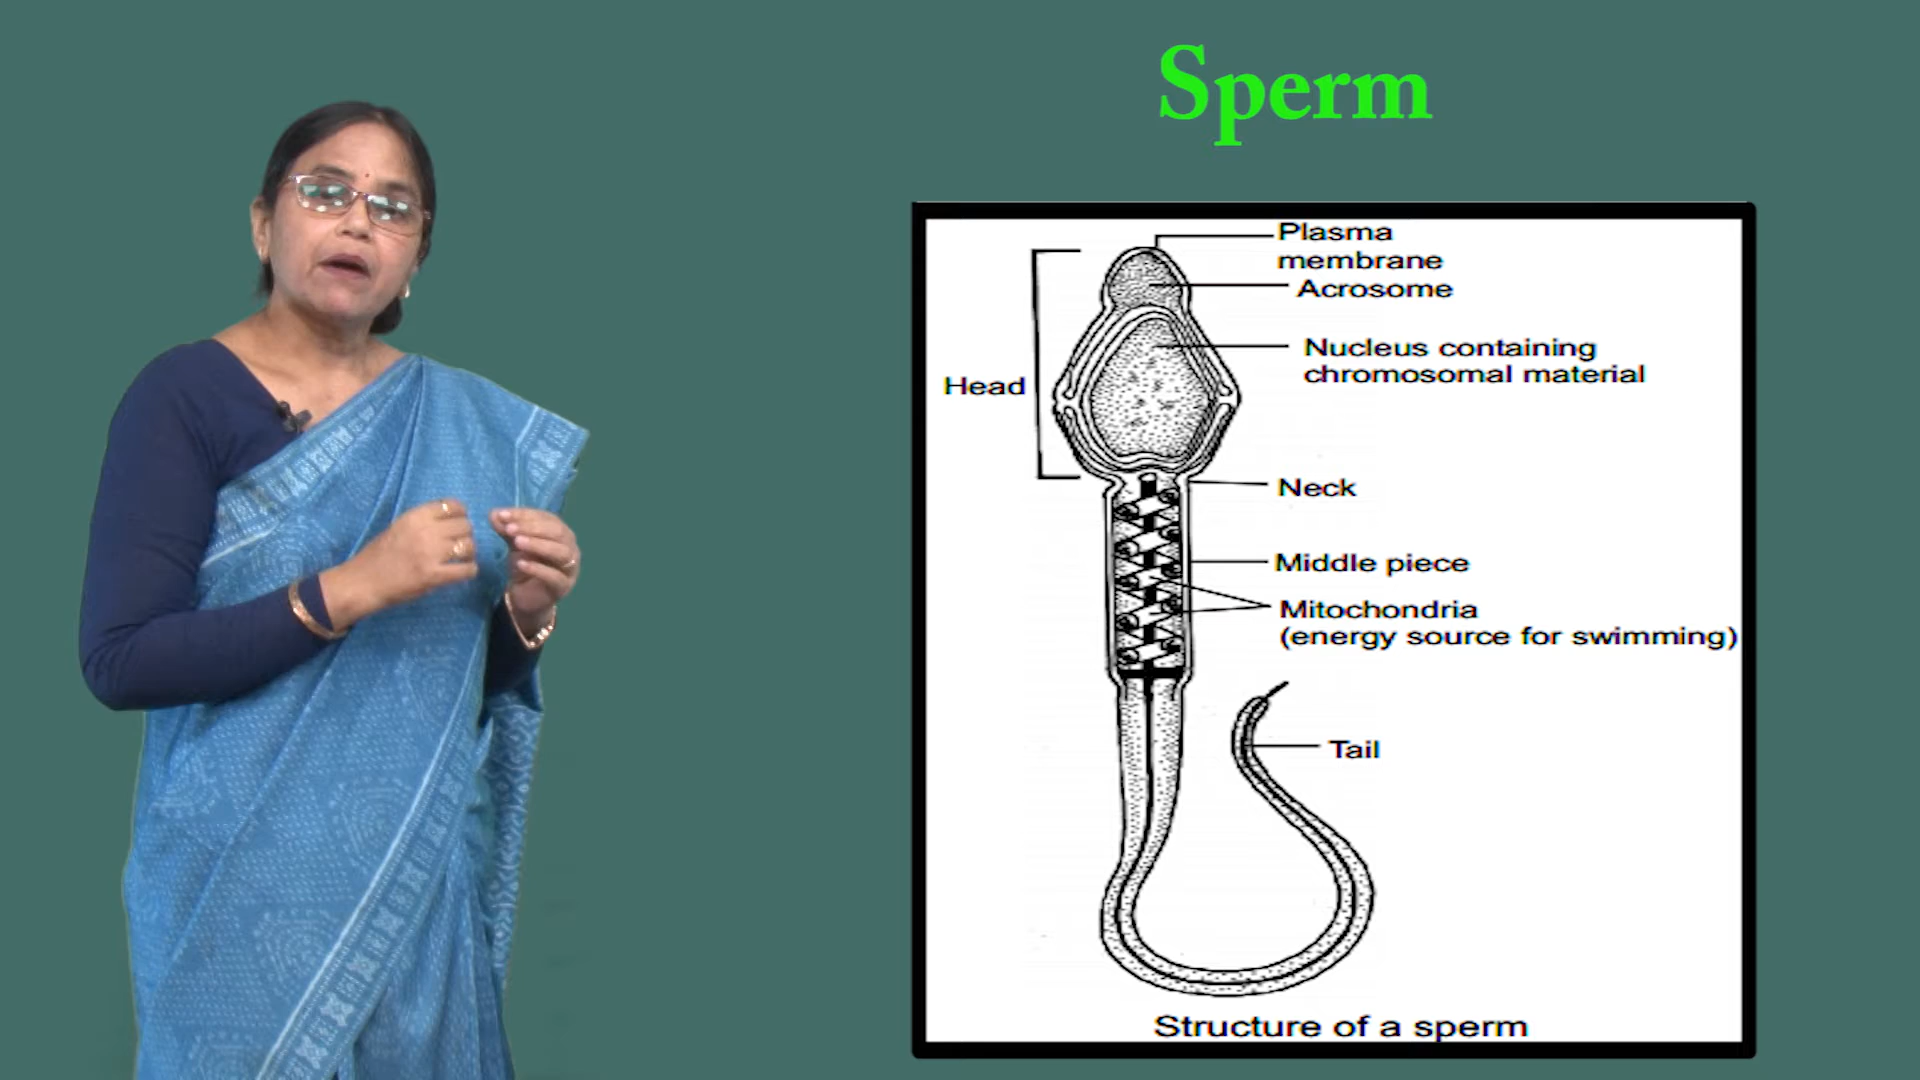 Sperm
Plasma
membrane
Acrosome
Nucleus containing
chromosomal material
Head
Neck
Middle piece
Mitochondria
(energy source for swimming)
Tail
Structure of a sperm